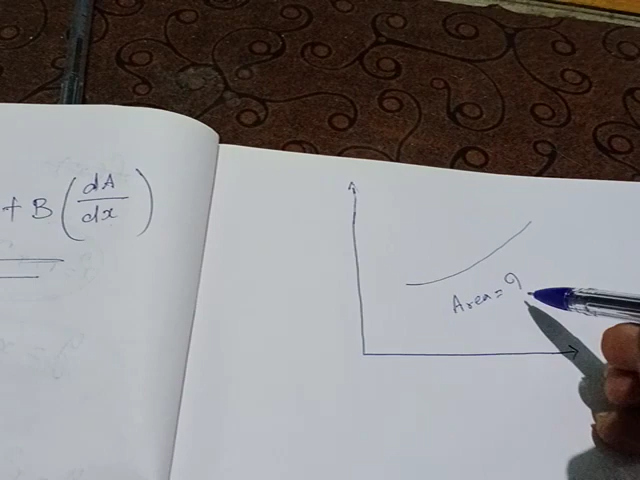 + B (dA/dx)
Area = 9